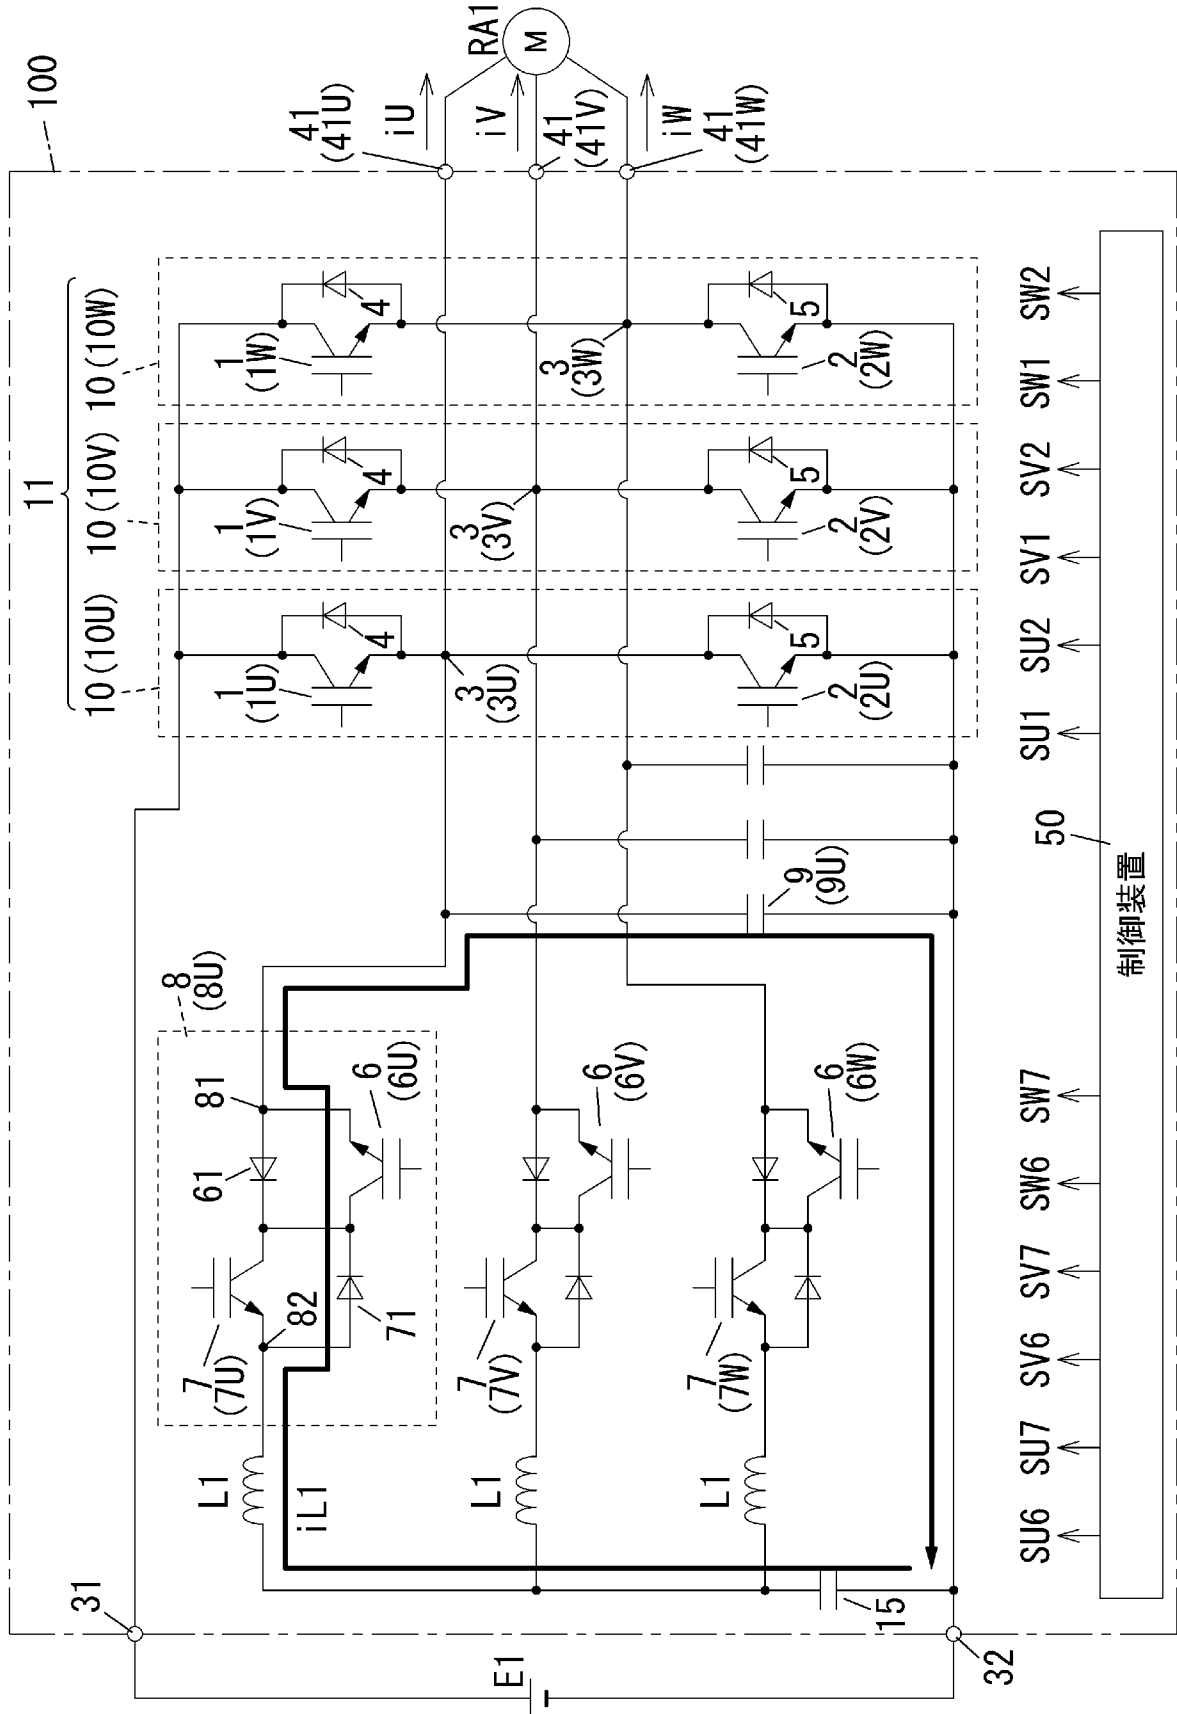 100
11
10(10U)
10(10V)
10(10W)
31
E1
32
8
(8U)
81
61
82
71
7
(7U)
6
(6U)
L1
iL1
7
(7V)
6
(6V)
L1
7
(7W)
6
(6W)
L1
15
9
(9U)
1
(1U)
4
3
(3U)
2
(2U)
5
1
(1V)
4
3
(3V)
2
(2V)
5
1
(1W)
4
3
(3W)
2
(2W)
5
41
(41U)
iU
41
(41V)
iV
41
(41W)
iW
RA1
M
SU6
SU7
SV6
SV7
SW6
SW7
SU1
SU2
SV1
SV2
SW1
SW2
50
制御装置